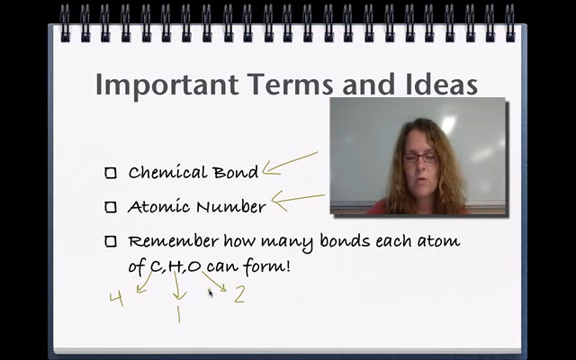 Important Terms and Ideas
Chemical Bond
Atomic Number
Remember how many bonds each atom
of C,H,O can form!
4 1 2